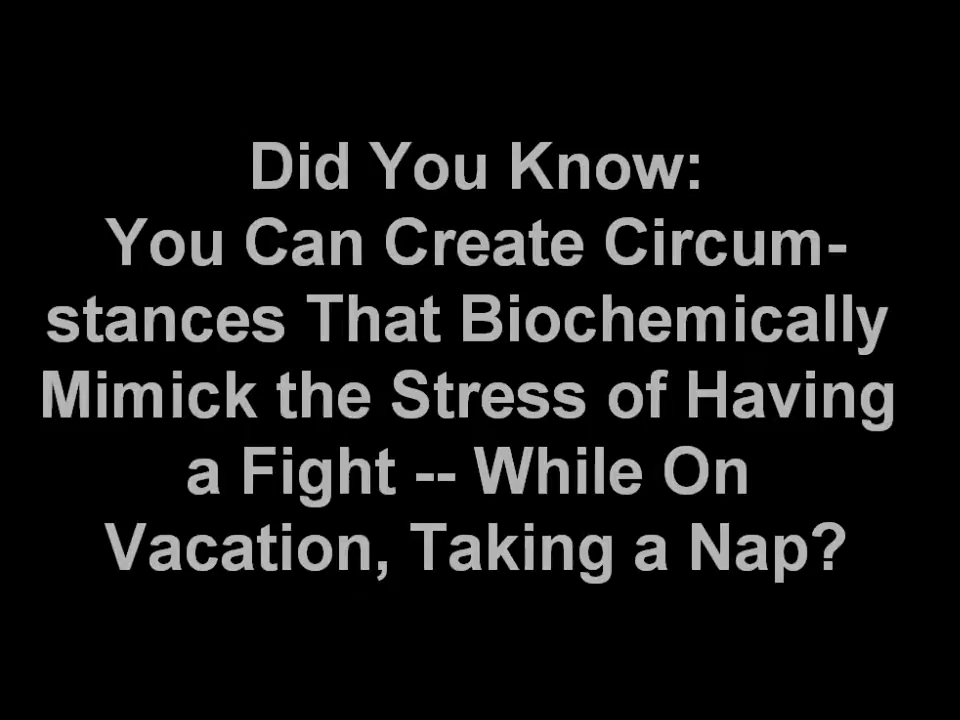 Did You Know:
You Can Create Circum-
stances That Biochemically
Mimick the Stress of Having
a Fight -- While On
Vacation, Taking a Nap?